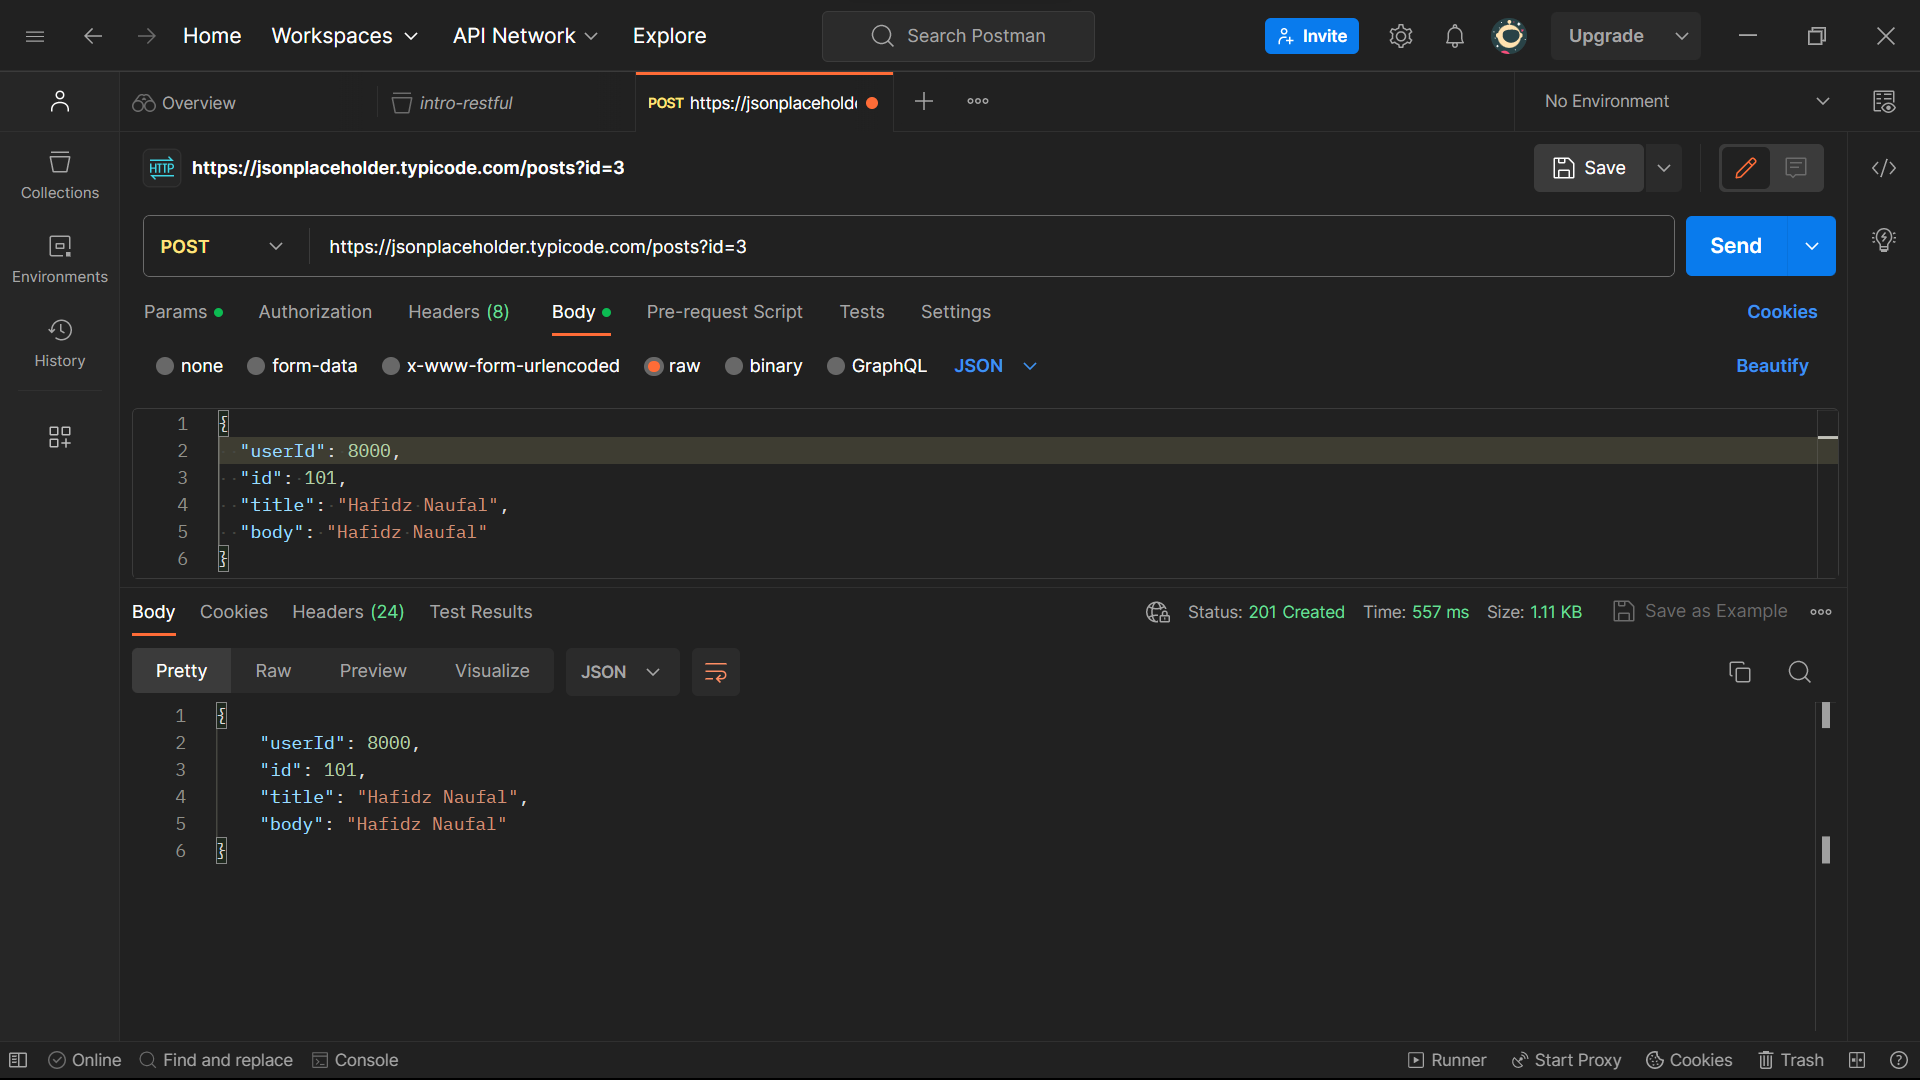 Home Workspaces API Network Explore Search Postman Invite Upgrade
Overview intro-restful POST https://jsonplaceholde No Environment
HTTP https://jsonplaceholder.typicode.com/posts?id=3 Save
Collections
POST https://jsonplaceholder.typicode.com/posts?id=3 Send
Environments
Params Authorization Headers (8) Body Pre-request Script Tests Settings Cookies
History
none form-data x-www-form-urlencoded raw binary GraphQL JSON Beautify
1 {
2 "userId": 8000,
3 "id": 101,
4 "title": "Hafidz Naufal",
5 "body": "Hafidz Naufal"
6 }
Body Cookies Headers (24) Test Results Status: 201 Created Time: 557 ms Size: 1.11 KB Save as Example
Pretty Raw Preview Visualize JSON
1 {
2 "userId": 8000,
3 "id": 101,
4 "title": "Hafidz Naufal",
5 "body": "Hafidz Naufal"
6 }
Online Find and replace Console Runner Start Proxy Cookies Trash